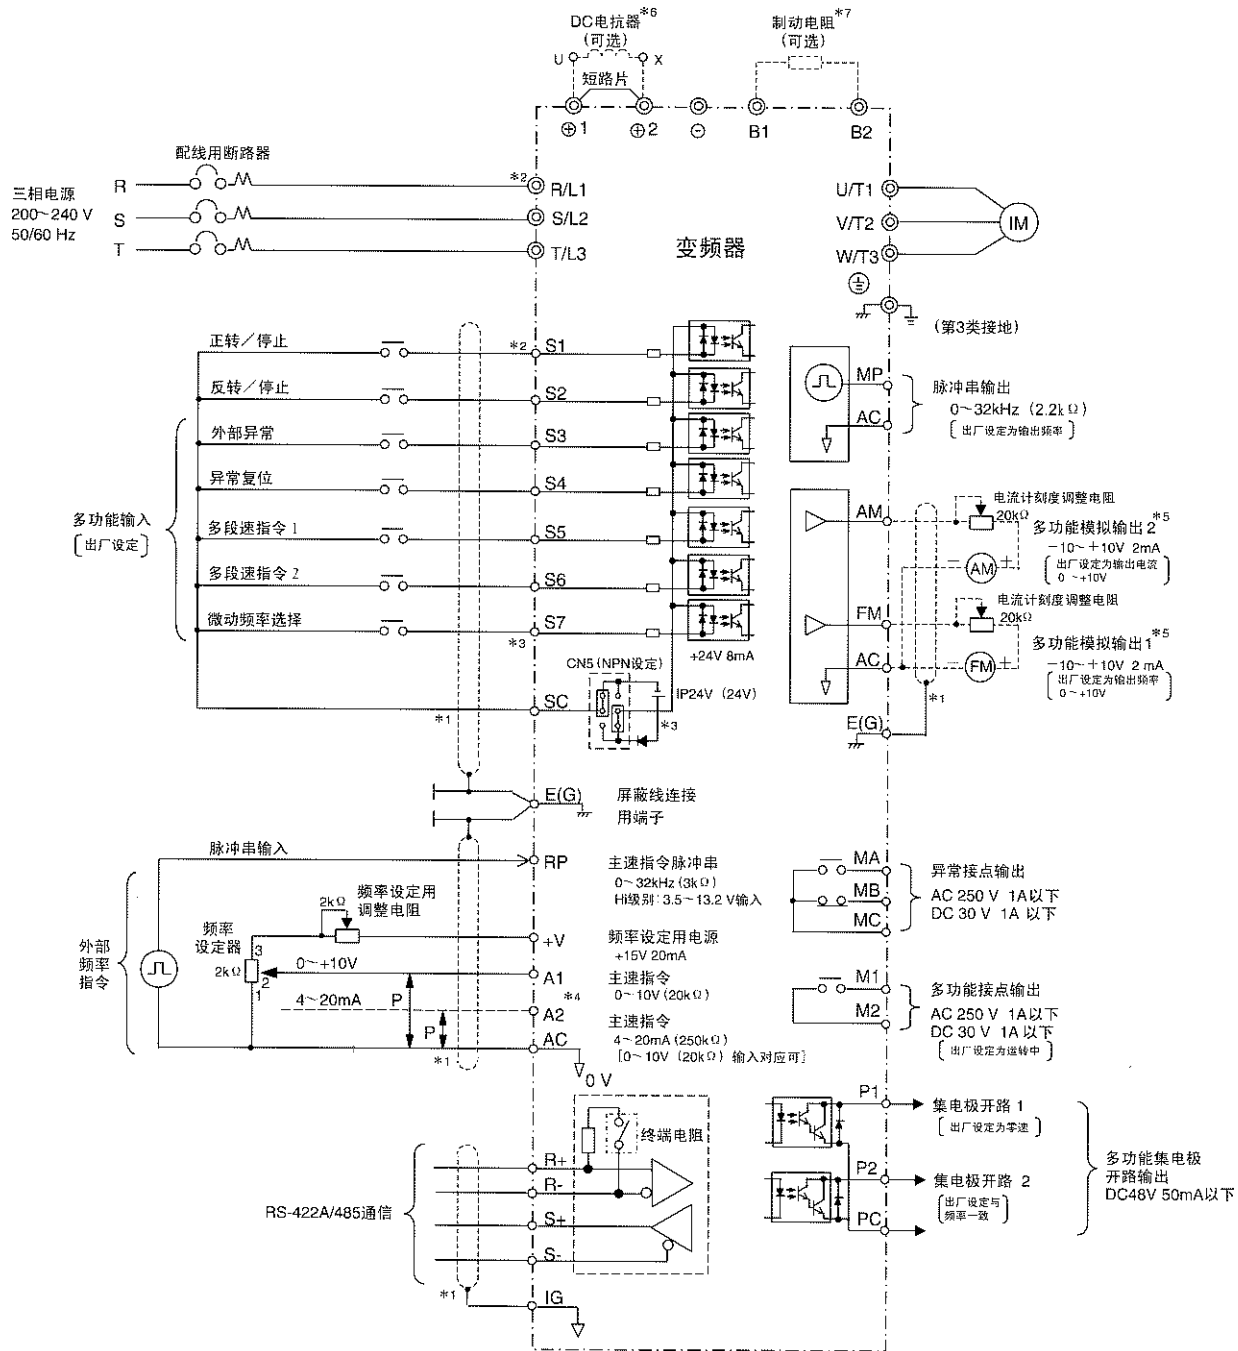 DC电抗器*6
(可选)
U X
短路片
制动电阻*7
(可选)
⊕1
⊕2
⊖
B1
B2
配线用断路器
三相电源
200~240 V
50/60 Hz
R
S
T
*2
R/L1
S/L2
T/L3
变频器
U/T1
V/T2
W/T3
IM
(第3类接地)
正转/停止
*2
S1
反转/停止
S2
外部异常
S3
异常复位
S4
多功能输入
[出厂设定]
多段速指令 1
S5
多段速指令 2
S6
微动频率选择
S7
*3
+24V 8mA
CN5 (NPN设定)
IP24V (24V)
*3
SC
*1
MP
AC
脉冲串输出
0~32kHz (2.2kΩ)
[出厂设定为输出频率]
AM
电流计刻度调整电阻
20kΩ
多功能模拟输出2*5
-10~+10V 2mA
[出厂设定为输出电流
0~+10V]
- AM +
FM
电流计刻度调整电阻
20kΩ
多功能模拟输出1*5
-10~+10V 2 mA
[出厂设定为输出频率
0~+10V]
AC
- FM +
*1
E(G)
E(G)
屏蔽线连接
用端子
脉冲串输入
RP
主速指令脉冲串
0~32kHz (3kΩ)
Hi级别: 3.5~13.2 V输入
外部
频率
指令
频率
设定器
2kΩ
3
2
1
2kΩ
频率设定用
调整电阻
+V
频率设定用电源
+15V 20mA
0~+10V
A1
主速指令
0~10V (20kΩ)
4~20mA
*4
A2
主速指令
4~20mA (250kΩ)
[0~10V (20kΩ) 输入对应可]
P
P
*1
AC
0 V
MA
MB
MC
异常接点输出
AC 250 V 1A以下
DC 30 V 1A 以下
M1
M2
多功能接点输出
AC 250 V 1A以下
DC 30 V 1A 以下
[出厂设定为运转中]
终端电阻
RS-422A/485通信
R+
R-
S+
S-
*1
IG
P1
集电极开路 1
[出厂设定为零速]
P2
集电极开路 2
[出厂设定与
频率一致]
PC
多功能集电极
开路输出
DC48V 50mA以下